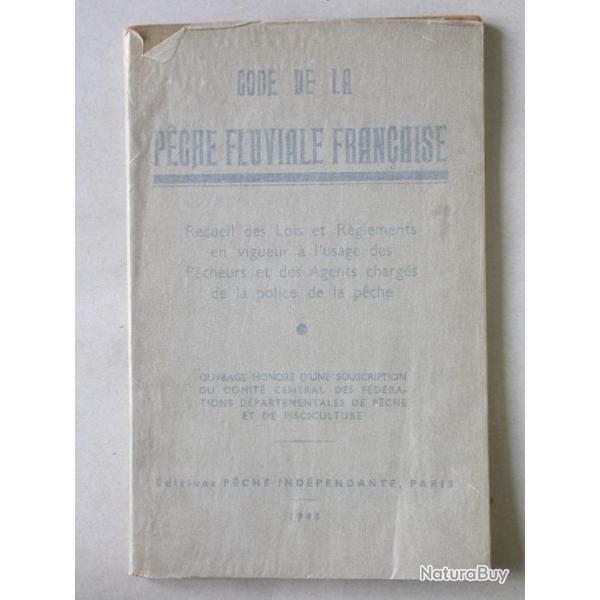 CODE DE LA
PÊCHE FLUVIALE FRANÇAISE
Recueil des Lois et Règlements
en vigueur à l'usage des
Pêcheurs et des Agents chargés
de la police de la pêche
OUVRAGE HONORÉ D'UNE SOUSCRIPTION
DU COMITÉ CENTRAL DES FÉDÉRA-
TIONS DÉPARTEMENTALES DE PÊCHE
ET DE PISCICULTURE
Éditions PÊCHE INDÉPENDANTE, PARIS
NaturaBuy